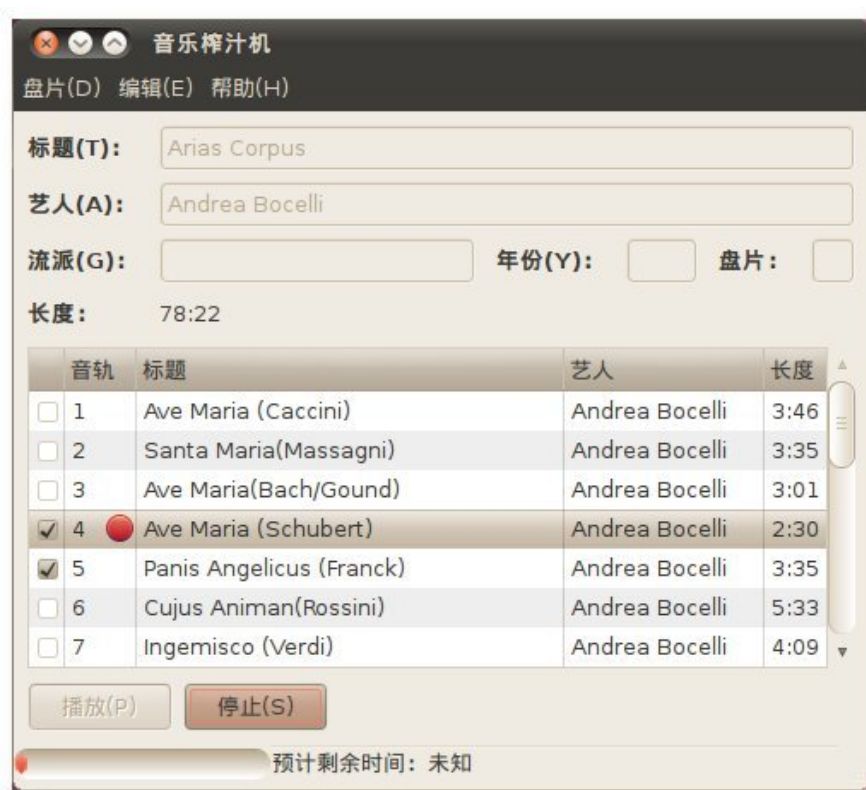 音乐榨汁机
盘片(D) 编辑(E) 帮助(H)
标题(T): Arias Corpus
艺人(A): Andrea Bocelli
流派(G): 年份(Y): 盘片:
长度: 78:22
音轨 标题 艺人 长度
1 Ave Maria (Caccini) Andrea Bocelli 3:46
2 Santa Maria(Massagni) Andrea Bocelli 3:35
3 Ave Maria(Bach/Gound) Andrea Bocelli 3:01
4 Ave Maria (Schubert) Andrea Bocelli 2:30
5 Panis Angelicus (Franck) Andrea Bocelli 3:35
6 Cujus Animan(Rossini) Andrea Bocelli 5:33
7 Ingemisco (Verdi) Andrea Bocelli 4:09
播放(P) 停止(S)
预计剩余时间: 未知